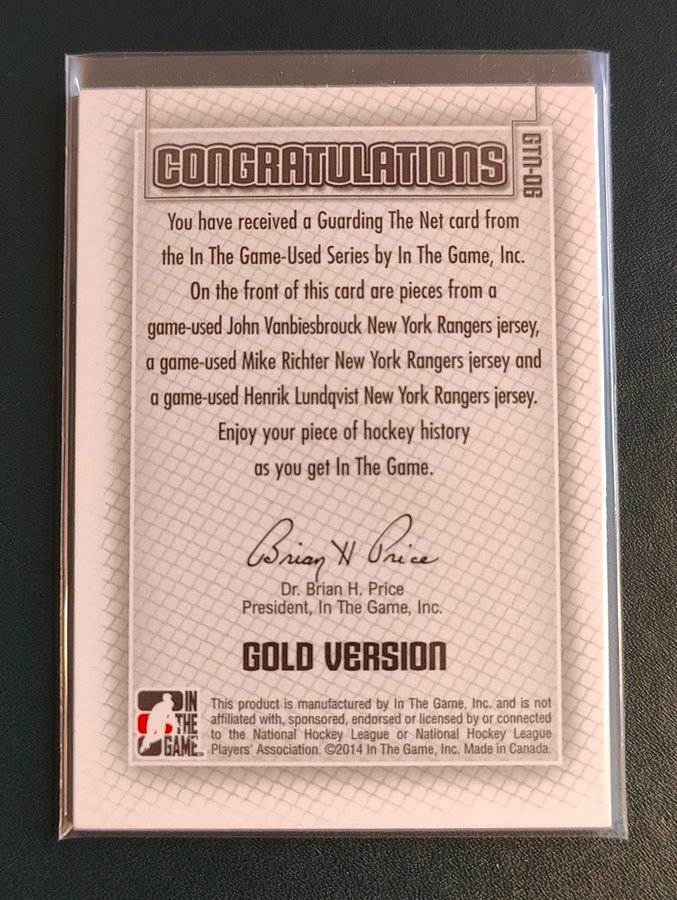 CONGRATULATIONS
GTN-06
You have received a Guarding The Net card from
the In The Game-Used Series by In The Game, Inc.
On the front of this card are pieces from a
game-used John Vanbiesbrouck New York Rangers jersey,
a game-used Mike Richter New York Rangers jersey and
a game-used Henrik Lundqvist New York Rangers jersey.
Enjoy your piece of hockey history
as you get In The Game.
Brian H Price
Dr. Brian H. Price
President, In The Game, Inc.
GOLD VERSION
IN
THE
GAME
This product is manufactured by In The Game, Inc. and is not
affiliated with, sponsored, endorsed or licensed by or connected
to the National Hockey League or National Hockey League
Players' Association. ©2014 In The Game, Inc. Made in Canada.